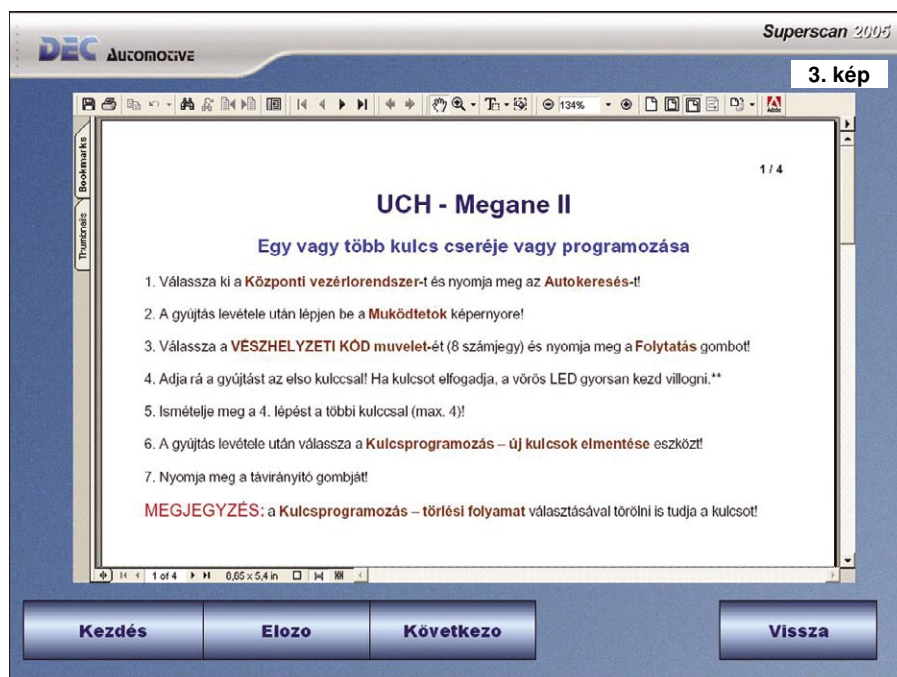 DEC Automotive
Superscan 2005
3. kép
134%
Adobe
Bookmarks
Thumbnails
1 / 4
UCH - Megane II
Egy vagy több kulcs cseréje vagy programozása
1. Válassza ki a Központi vezérlorendszer-t és nyomja meg az Autokeresés-t!
2. A gyújtás levétele után lépjen be a Muködtetok képernyore!
3. Válassza a VÉSZHELYZETI KÓD muvelet-ét (8 számjegy) és nyomja meg a Folytatás gombot!
4. Adja rá a gyújtást az elso kulccsal! Ha kulcsot elfogadja, a vörös LED gyorsan kezd villogni.**
5. Ismételje meg a 4. lépést a többi kulccsal (max. 4)!
6. A gyújtás levétele után válassza a Kulcsprogramozás – új kulcsok elmentése eszközt!
7. Nyomja meg a távirányító gombját!
MEGJEGYZÉS: a Kulcsprogramozás – törlési folyamat választásával törölni is tudja a kulcsot!
1 of 4
8,65 x 5,4 in
Kezdés
Elozo
Következo
Vissza